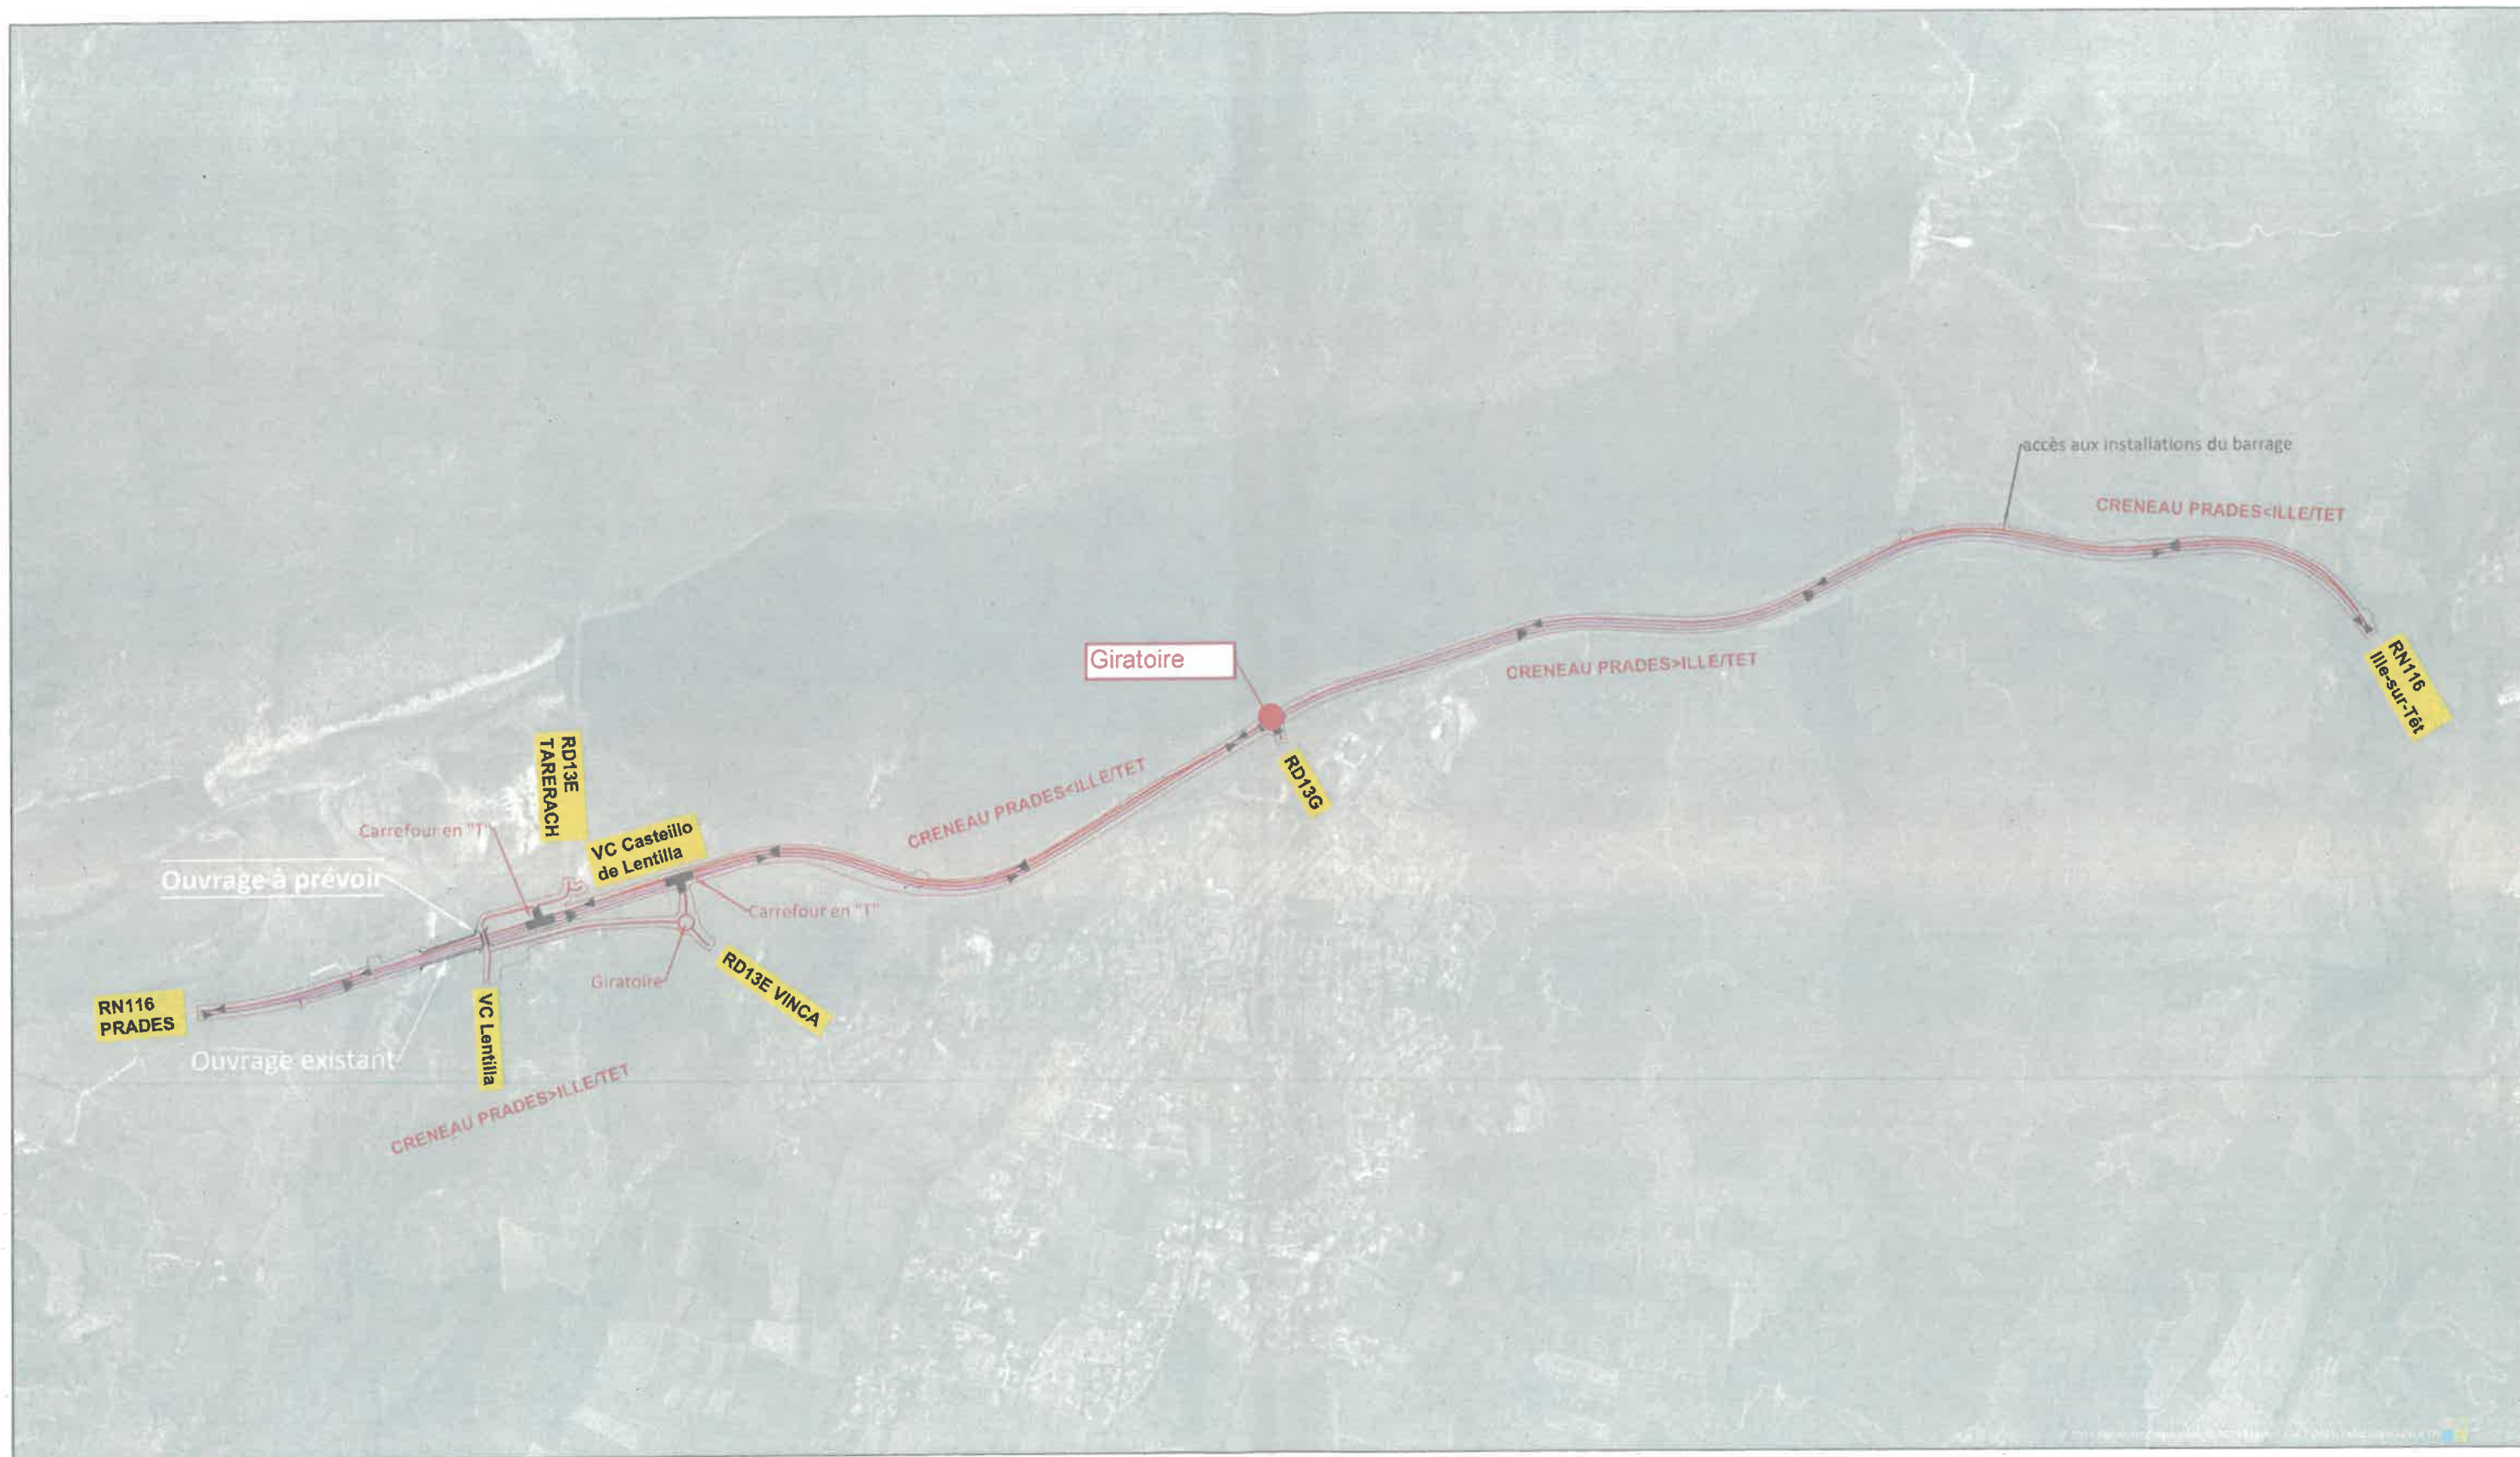 accès aux installations du barrage
CRENEAU PRADES<ILLE/TET
Giratoire
CRENEAU PRADES>ILLE/TET
RN116
Ille-sur-Têt
RD13E
TARERACH
RD13G
CRENEAU PRADES<ILLE/TET
Carrefour en "T"
VC Casteillo
de Lentilla
Ouvrage à prévoir
Carrefour en "T"
Giratoire
RD13E VINCA
RN116
PRADES
VC Lentilla
Ouvrage existant
CRENEAU PRADES>ILLE/TET